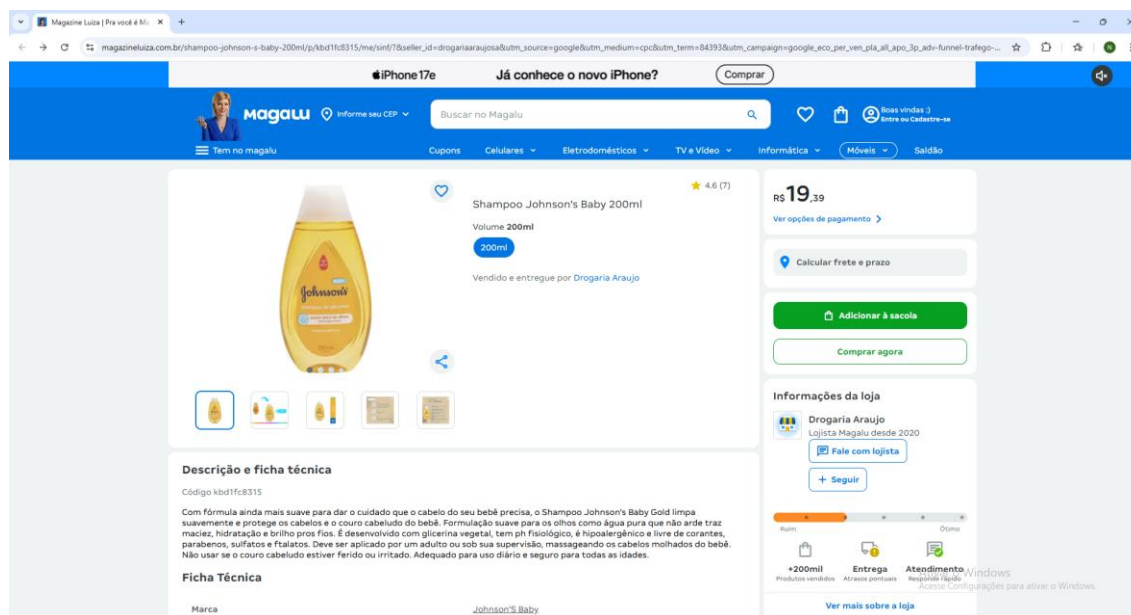 Magazine Luiza | Pra você é Ma
magazineluiza.com.br/shampoo-johnson-s-baby-200ml/p/kbd1fc8315/me/sinf/?&seller_id=drogariaaraujosa&utm_source=google&utm_medium=cpc&utm_term=84393&utm_campaign=google_eco_per_ven_pla_all_apo_3p_adv-funnel-trafego-...
N
iPhone 17e Já conhece o novo iPhone? Comprar
Magalu Informe seu CEP Buscar no Magalu Boas vindas :)
Entre ou Cadastre-se
Tem no magalu Cupons Celulares Eletrodomésticos TV e Vídeo Informática Móveis Saldão
4.6 (7)
Shampoo Johnson's Baby 200ml
Volume 200ml
200ml
Vendido e entregue por Drogaria Araujo
Johnson's
R$ 19,39
Ver opções de pagamento
Calcular frete e prazo
Adicionar à sacola
Comprar agora
Informações da loja
Drogaria Araujo
Lojista Magalu desde 2020
Fale com lojista
+ Seguir
Ruim Ótimo
+200mil Entrega Atendimento
Produtos vendidos Atrasos pontuais Responde rápido
Ver mais sobre a loja
Descrição e ficha técnica
Código kbd1fc8315
Com fórmula ainda mais suave para dar o cuidado que o cabelo do seu bebê precisa, o Shampoo Johnson's Baby Gold limpa
suavemente e protege os cabelos e o couro cabeludo do bebê. Formulação suave para os olhos como água pura que não arde traz
maciez, hidratação e brilho pros fios. É desenvolvido com glicerina vegetal, tem ph fisiológico, é hipoalergênico e livre de corantes,
parabenos, sulfatos e ftalatos. Deve ser aplicado por um adulto ou sob sua supervisão, massageando os cabelos molhados do bebê.
Não usar se o couro cabeludo estiver ferido ou irritado. Adequado para uso diário e seguro para todas as idades.
Ficha Técnica
Marca Johnson'S Baby
Ativar o Windows
Acesse Configurações para ativar o Windows.